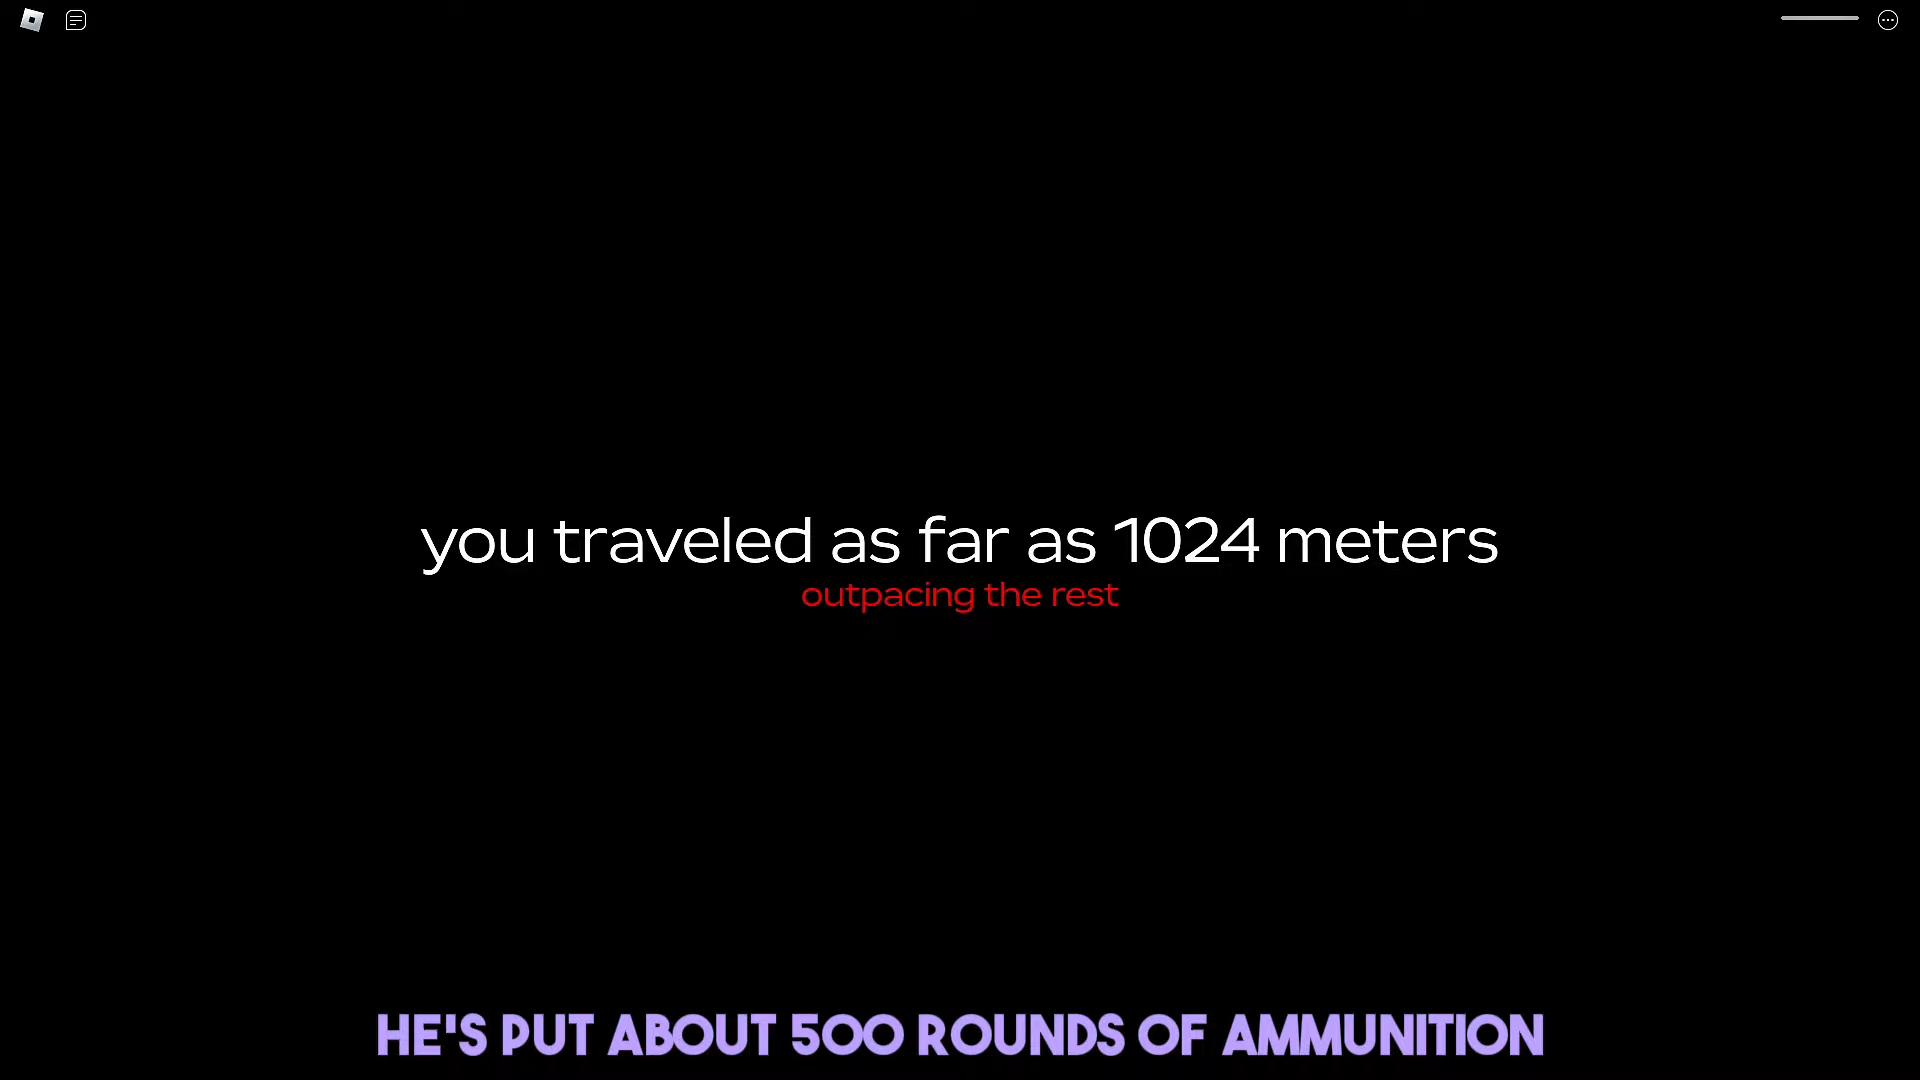 you traveled as far as 1024 meters
outpacing the rest
HE'S PUT ABOUT 500 ROUNDS OF AMMUNITION